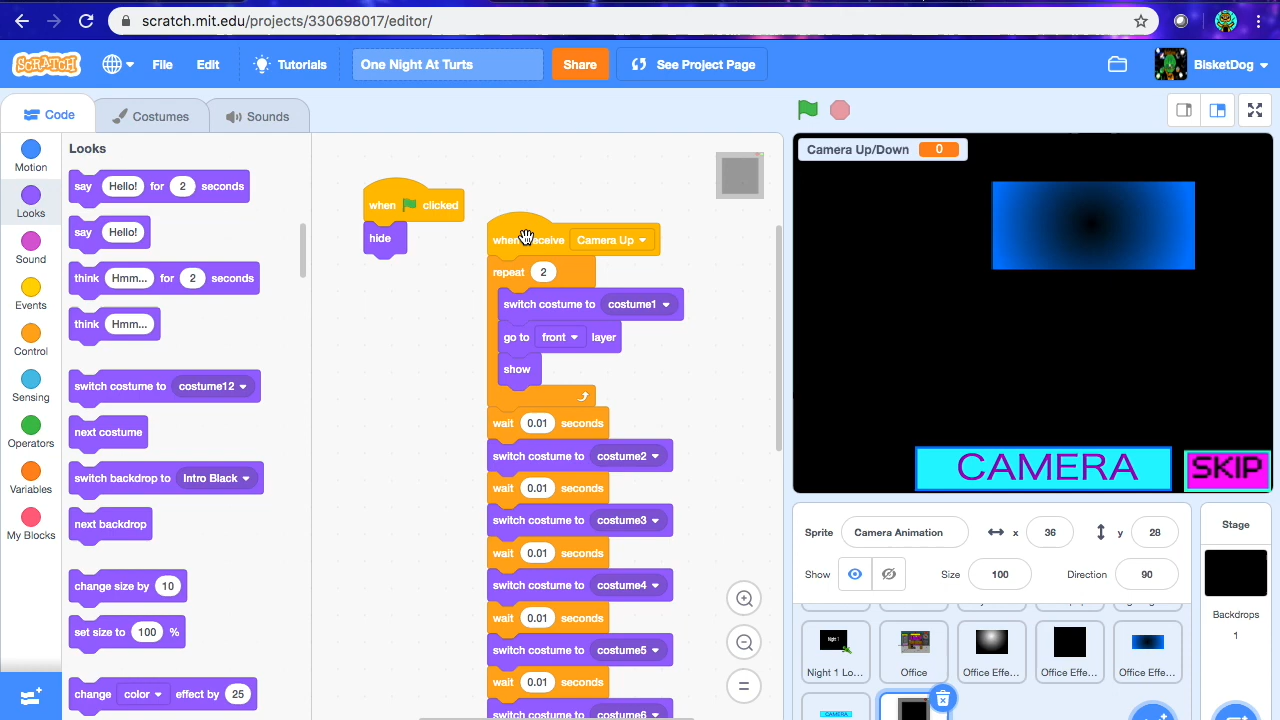 scratch.mit.edu/projects/330698017/editor/
SCRATCH File Edit Tutorials One Night At Turts Share See Project Page BisketDog
Code Costumes Sounds
Motion
Looks
Sound
Events
Control
Sensing
Operators
Variables
My Blocks
Looks
say Hello! for 2 seconds
say Hello!
think Hmm... for 2 seconds
think Hmm...
switch costume to costume12
next costume
switch backdrop to Intro Black
next backdrop
change size by 10
set size to 100 %
change color effect by 25
when clicked
hide
when receive Camera Up
repeat 2
switch costume to costume1
go to front layer
show
wait 0.01 seconds
switch costume to costume2
wait 0.01 seconds
switch costume to costume3
wait 0.01 seconds
switch costume to costume4
wait 0.01 seconds
switch costume to costume5
wait 0.01 seconds
switch costume to costume6
Camera Up/Down 0
CAMERA SKIP
Sprite Camera Animation x 36 y 28
Show Size 100 Direction 90
Stage
Backdrops
1
Night 1
Night 1 Lo... Office Office Effe... Office Effe... Office Effe...
CAMERA